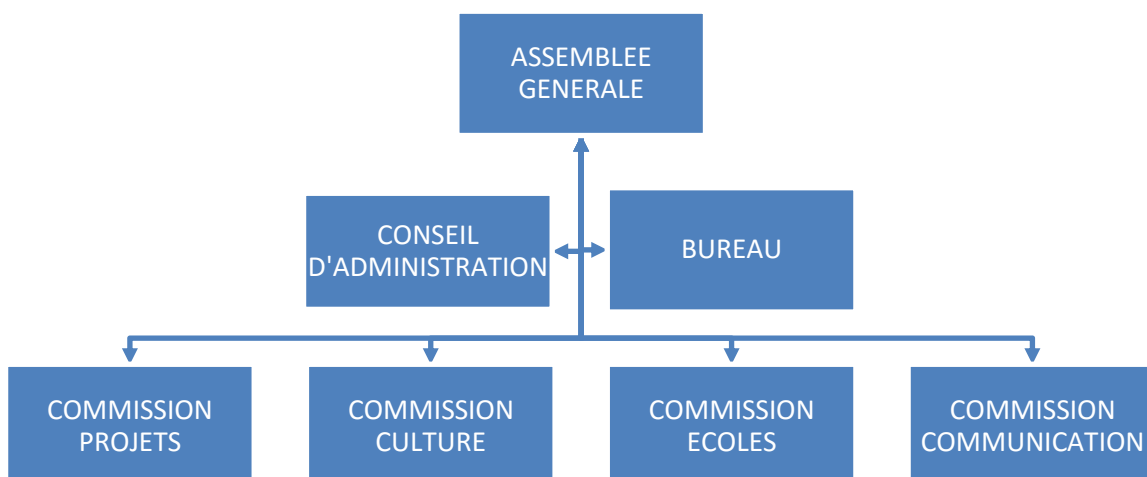 ASSEMBLEE
GENERALE
CONSEIL
D'ADMINISTRATION
BUREAU
COMMISSION
PROJETS
COMMISSION
CULTURE
COMMISSION
ECOLES
COMMISSION
COMMUNICATION